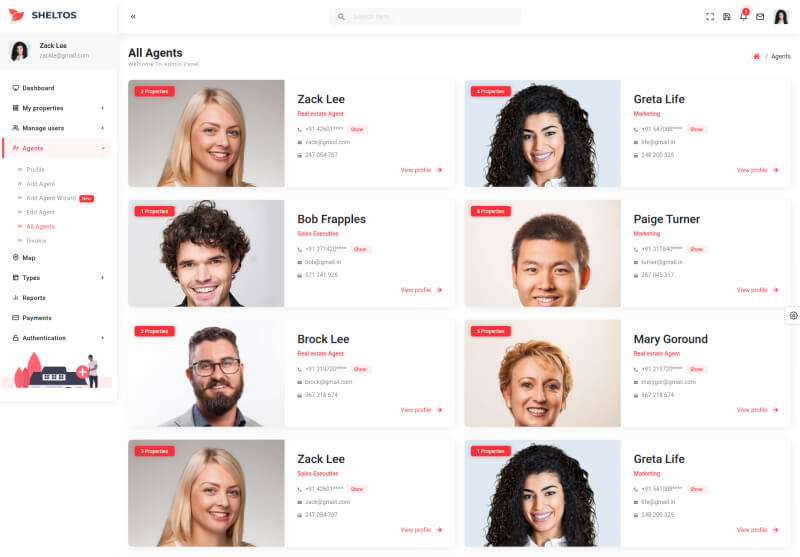 SHELTOS
Search here..
3
Zack Lee
zackle@gmail.com
Dashboard
My properties
Manage users
Agents
Profile
Add Agent
Add Agent Wizard New
Edit Agent
All Agents
Invoice
Map
Types
Reports
Payments
Authentication
All Agents
Welcome To Admin Panel
/ Agents
2 Properties
Zack Lee
Real estate Agent
+91 42601**** Show
zack@gmail.com
247 054 787
View profile
4 Properties
Greta Life
Marketing
+91 547008**** Show
life@gmail.in
248 200 325
View profile
1 Properties
Bob Frapples
Sales Executive
+91 271420**** Show
bob@gmail.in
571 241 925
View profile
8 Properties
Paige Turner
Marketing
+91 317840**** Show
turner@gmail.in
267 845 317
View profile
2 Properties
Brock Lee
Real estate Agent
+91 219720**** Show
brock@gmail.com
967 218 674
View profile
5 Properties
Mary Goround
Real estate Agent
+91 219720**** Show
marygor@gmail.com
967 218 674
View profile
3 Properties
Zack Lee
Sales Executive
+91 42601**** Show
zack@gmail.com
247 054 787
View profile
1 Properties
Greta Life
Marketing
+91 547008**** Show
life@gmail.in
248 200 325
View profile